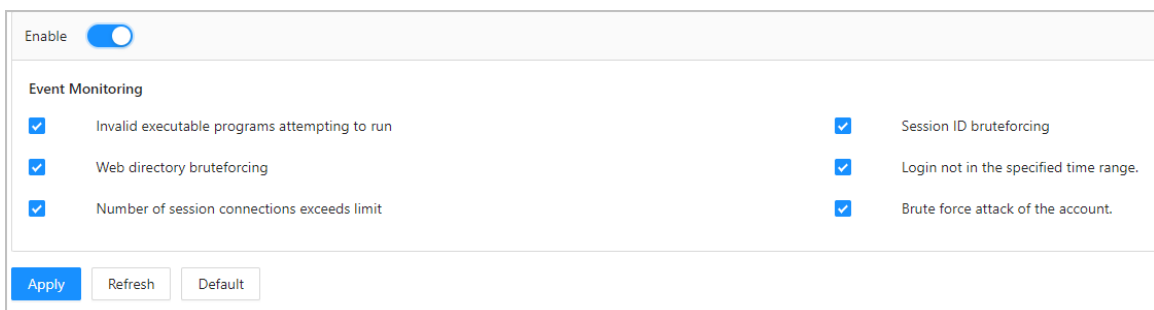 Enable
Event Monitoring
Invalid executable programs attempting to run
Session ID bruteforcing
Web directory bruteforcing
Login not in the specified time range.
Number of session connections exceeds limit
Brute force attack of the account.
Apply Refresh Default